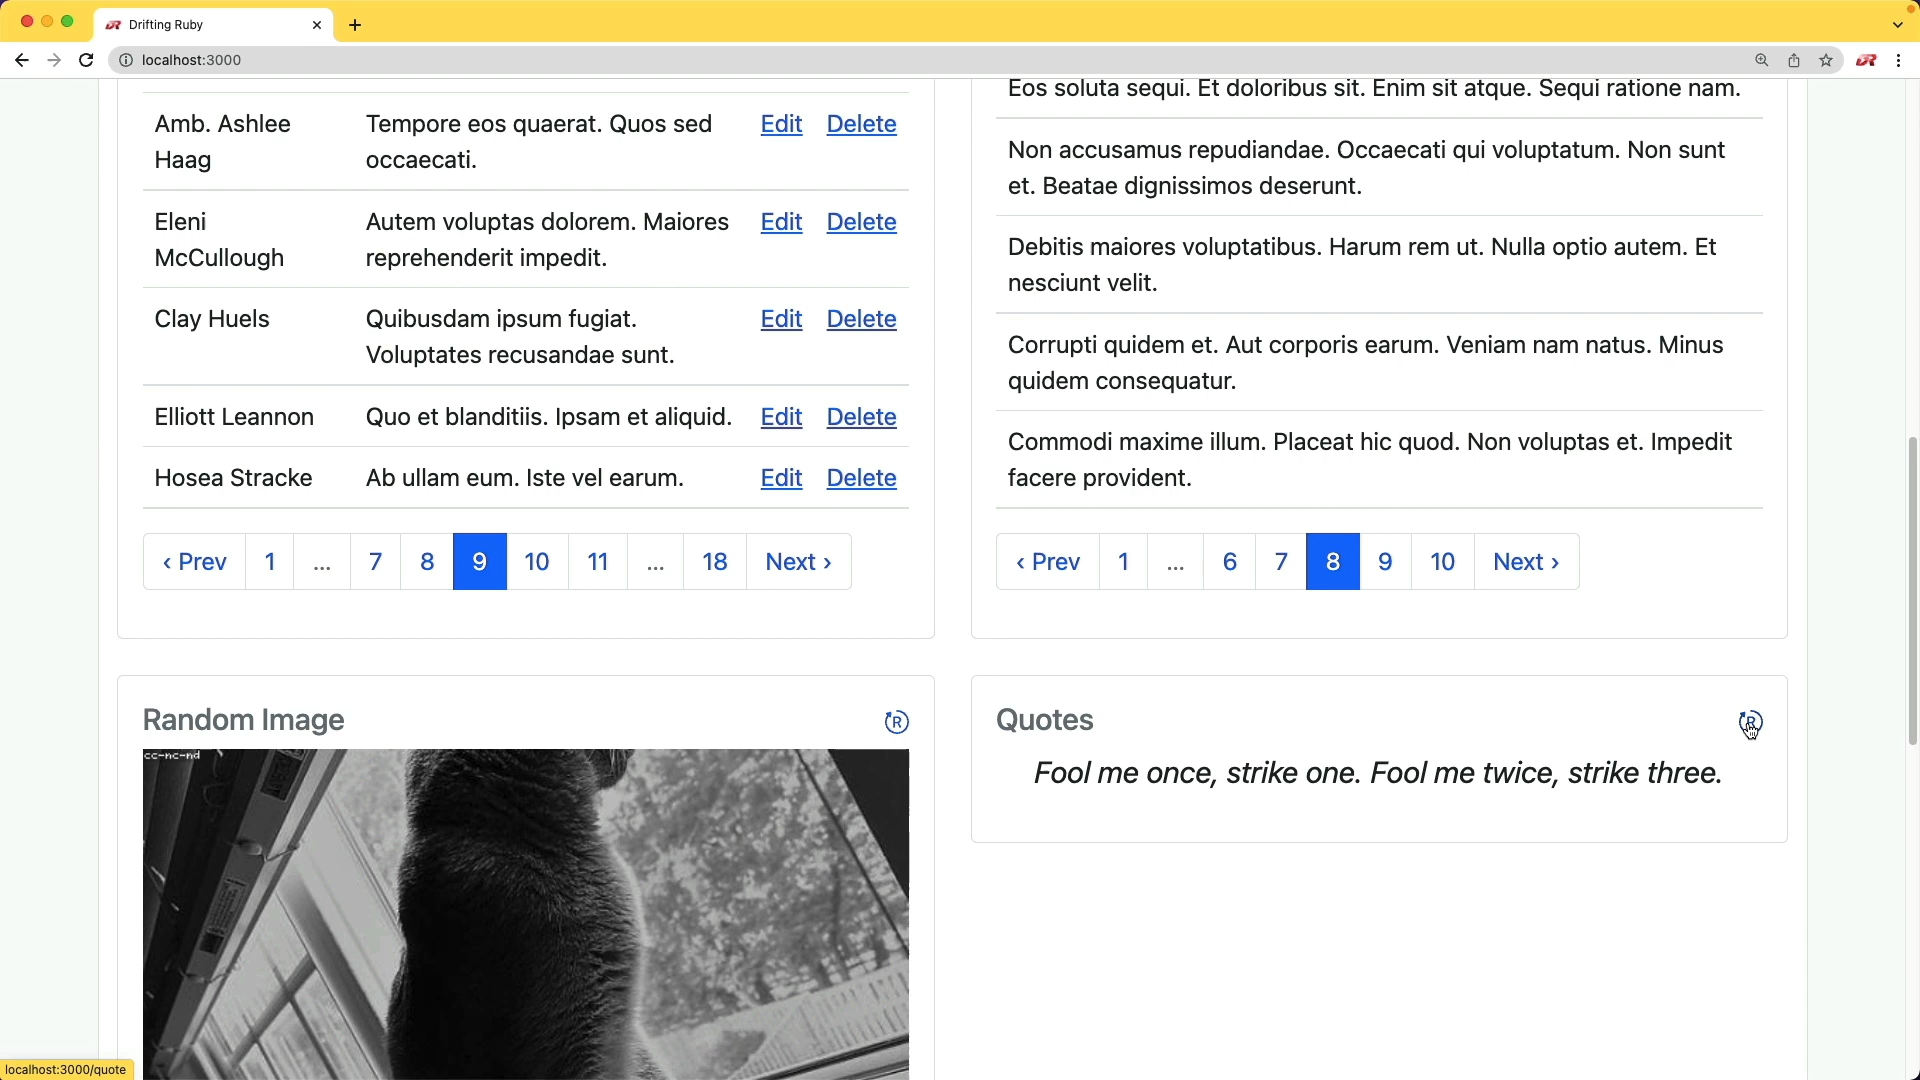 Drifting Ruby
localhost:3000
Amb. Ashlee
Haag
Tempore eos quaerat. Quos sed
occaecati.
Edit Delete
Eleni
McCullough
Autem voluptas dolorem. Maiores
reprehenderit impedit.
Edit Delete
Clay Huels
Quibusdam ipsum fugiat.
Voluptates recusandae sunt.
Edit Delete
Elliott Leannon Quo et blanditiis. Ipsam et aliquid. Edit Delete
Hosea Stracke Ab ullam eum. Iste vel earum. Edit Delete
‹ Prev 1 ... 7 8 9 10 11 ... 18 Next ›
Eos soluta sequi. Et doloribus sit. Enim sit atque. Sequi ratione nam.
Non accusamus repudiandae. Occaecati qui voluptatum. Non sunt
et. Beatae dignissimos deserunt.
Debitis maiores voluptatibus. Harum rem ut. Nulla optio autem. Et
nesciunt velit.
Corrupti quidem et. Aut corporis earum. Veniam nam natus. Minus
quidem consequatur.
Commodi maxime illum. Placeat hic quod. Non voluptas et. Impedit
facere provident.
‹ Prev 1 ... 6 7 8 9 10 Next ›
Random Image
R
cc-nc-nd
Quotes
R
Fool me once, strike one. Fool me twice, strike three.
localhost:3000/quote